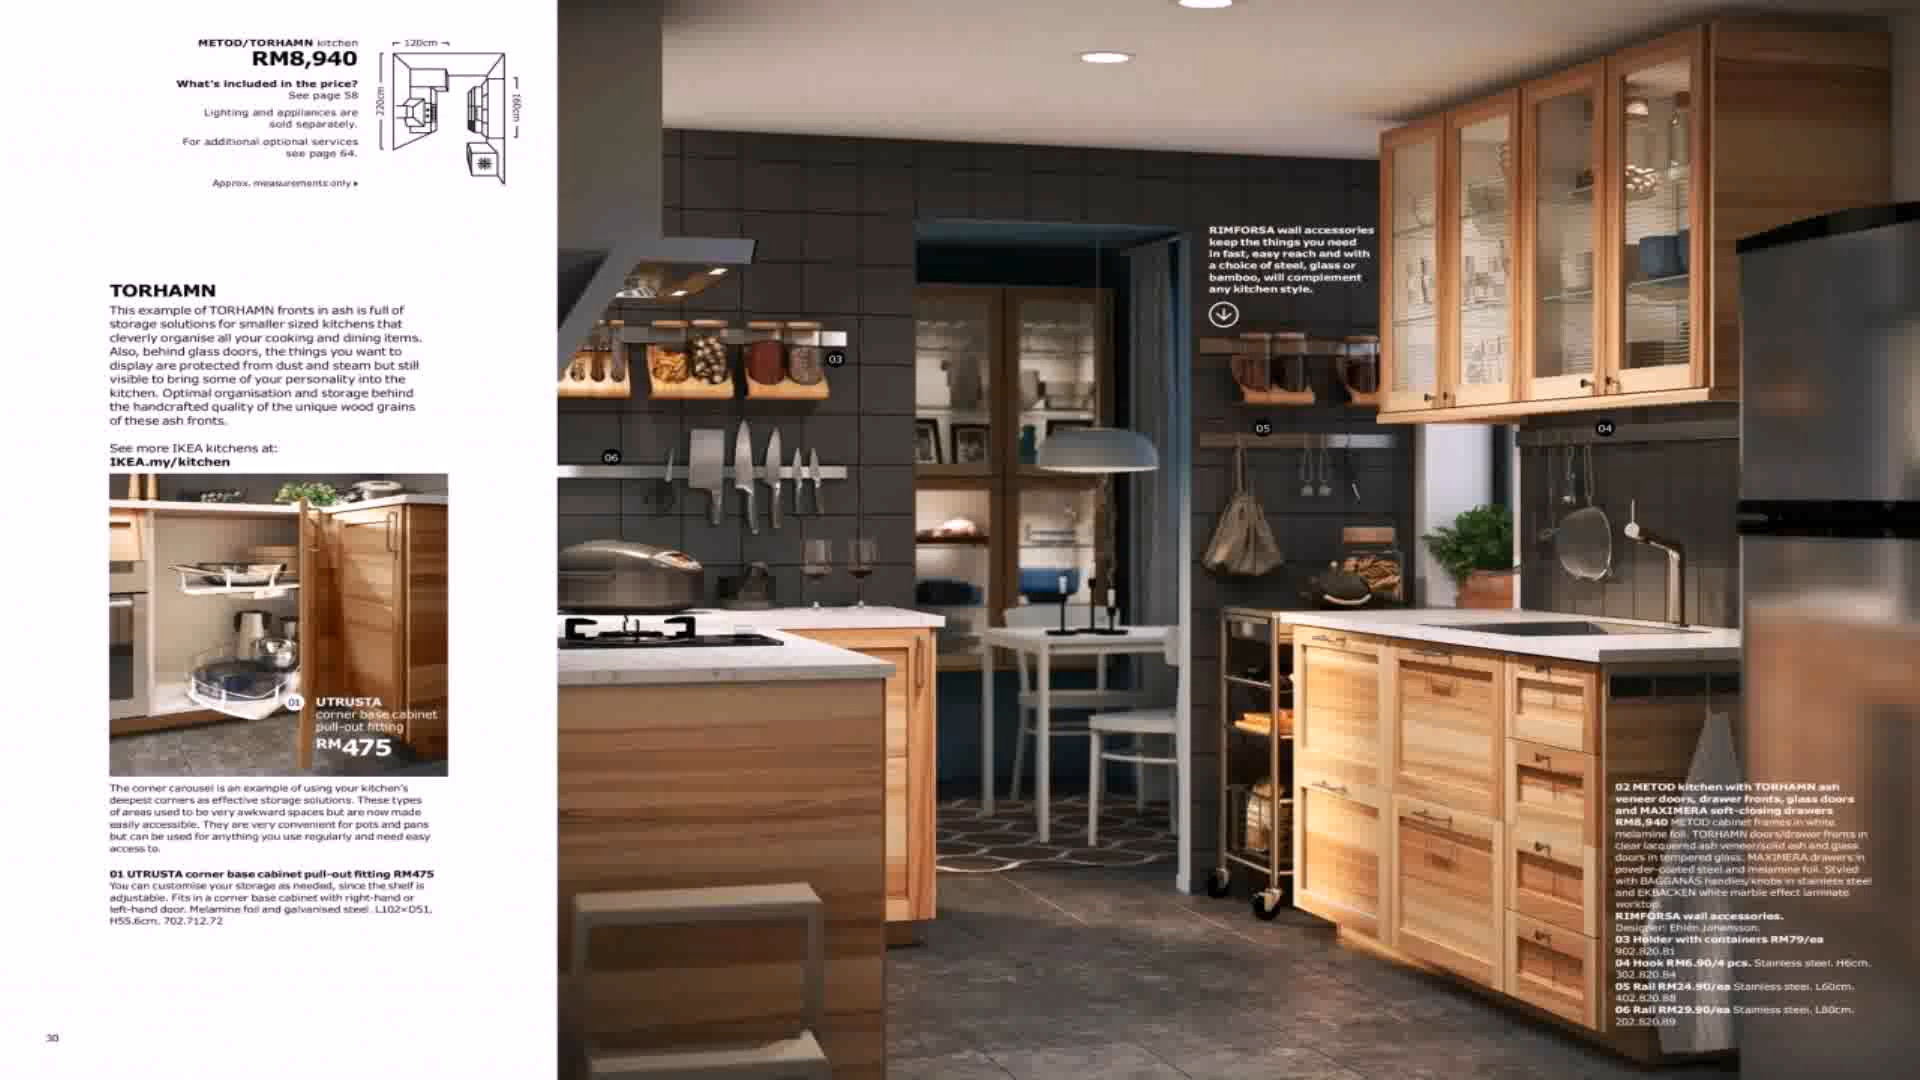 METOD/TORHAMN kitchen
RM8,940
What's included in the price?
See page 58
Lighting and appliances are
sold separately.
For additional optional services
see page 64.
Approx. measurements only
120cm
220cm
160cm
TORHAMN
This example of TORHAMN fronts in ash is full of
storage solutions for smaller sized kitchens that
cleverly organise all your cooking and dining items.
Also, behind glass doors, the things you want to
display are protected from dust and steam but still
visible to bring some of your personality into the
kitchen. Optimal organisation and storage behind
the handcrafted quality of the unique wood grains
of these ash fronts.
See more IKEA kitchens at:
IKEA.my/kitchen
01 UTRUSTA
corner base cabinet
pull-out fitting
RM475
The corner carousel is an example of using your kitchen's
deepest corners as effective storage solutions. These types
of areas used to be very awkward spaces but are now made
easily accessible. They are very convenient for pots and pans
but can be used for anything you use regularly and need easy
access to.
01 UTRUSTA corner base cabinet pull-out fitting RM475
You can customise your storage as needed, since the shelf is
adjustable. Fits in a corner base cabinet with right-hand or
left-hand door. Melamine foil and galvanised steel. L102×D51,
H55.6cm. 702.712.72
30
RIMFORSA wall accessories
keep the things you need
in fast, easy reach and with
a choice of steel, glass or
bamboo, will complement
any kitchen style.
03
06
05
04
02 METOD kitchen with TORHAMN ash
veneer doors, drawer fronts, glass doors
and MAXIMERA soft-closing drawers
RM8,940 METOD cabinet frames in white
melamine foil. TORHAMN doors/drawer fronts in
clear lacquered ash veneer/solid ash and glass
doors in tempered glass. MAXIMERA drawers in
powder-coated steel and melamine foil. Styled
with BAGGANÄS handles/knobs in stainless steel
and EKBACKEN white marble effect laminate
worktop.
RIMFORSA wall accessories.
Designer: Ehlén Johansson.
03 Holder with containers RM79/ea
902.820.81
04 Hook RM6.90/4 pcs. Stainless steel. H6cm.
302.820.84
05 Rail RM24.90/ea Stainless steel. L60cm.
402.820.88
06 Rail RM29.90/ea Stainless steel. L80cm.
202.820.89